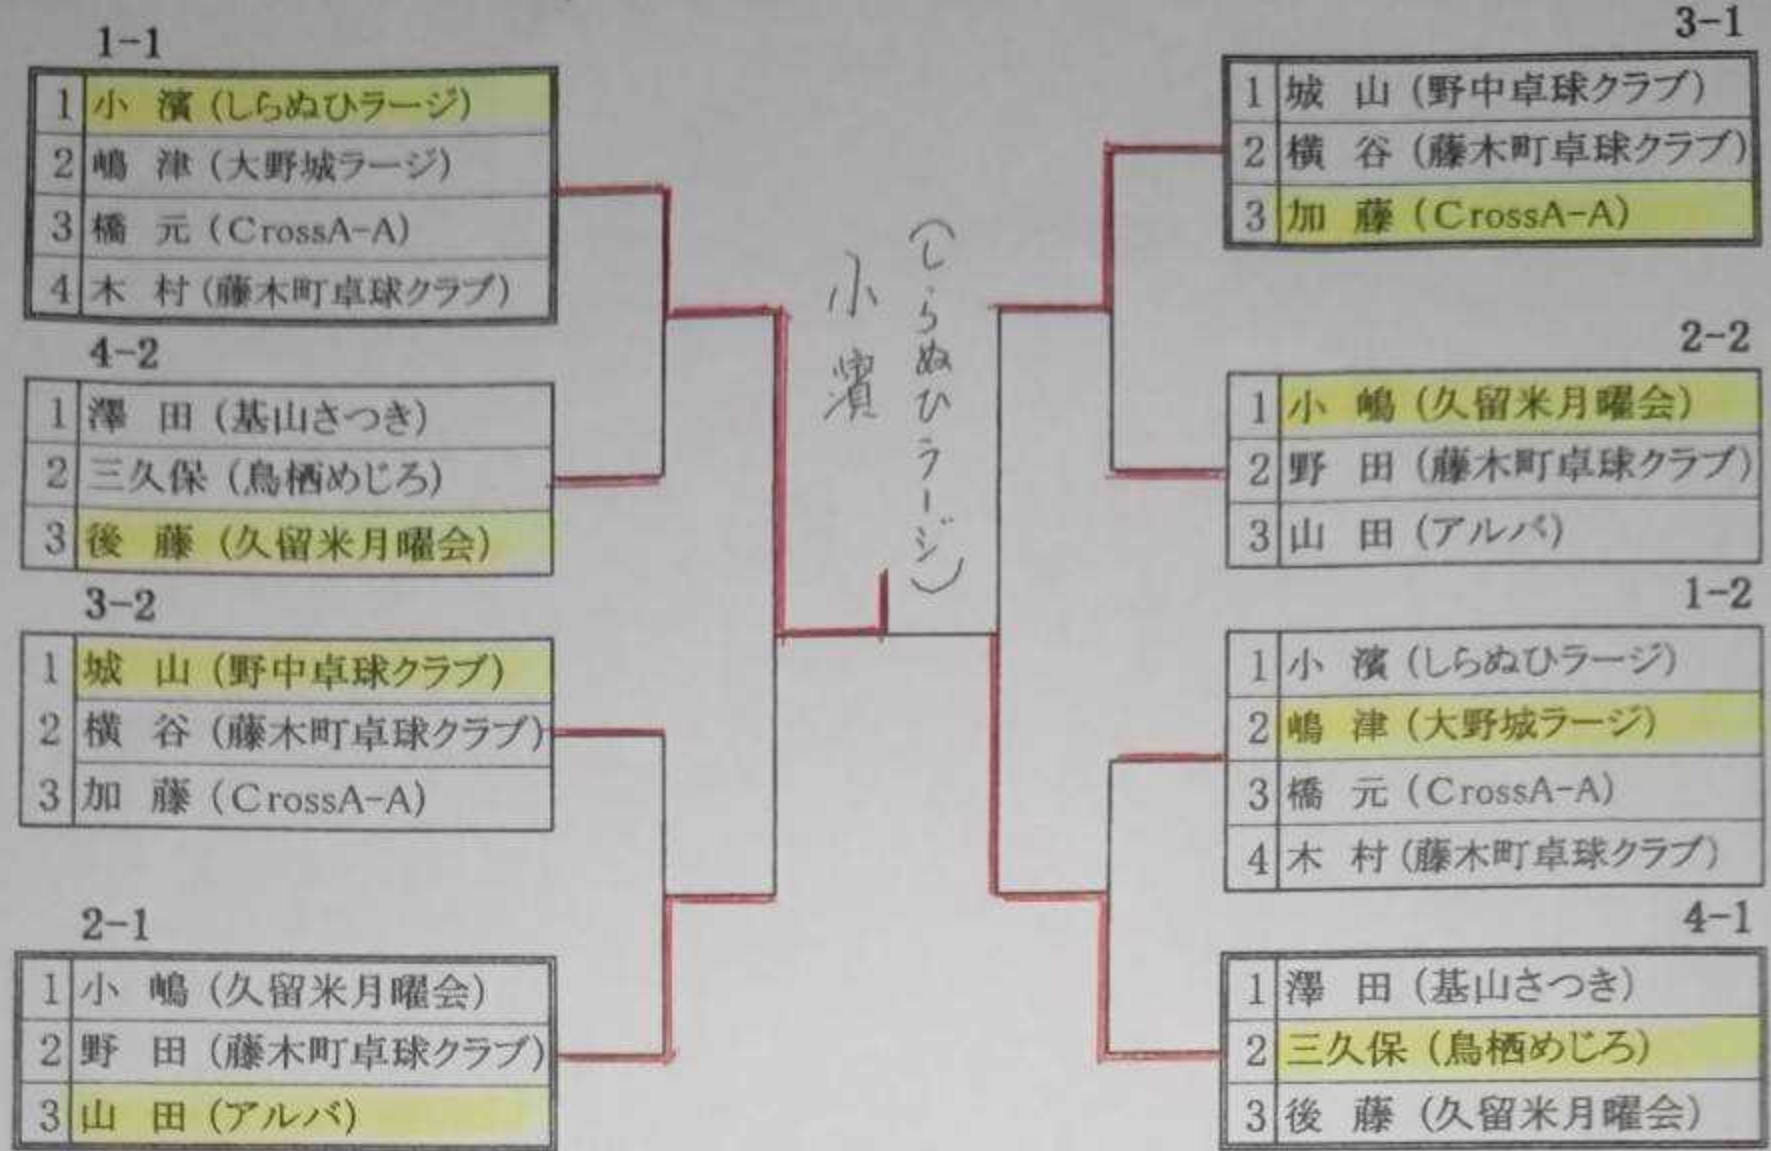 1-1
1 小 濱 (しらぬひラージ)
2 嶋 津 (大野城ラージ)
3 橋 元 (CrossA-A)
4 木 村 (藤木町卓球クラブ)
4-2
1 澤 田 (基山さつき)
2 三久保 (鳥栖めじろ)
3 後 藤 (久留米月曜会)
3-2
1 城 山 (野中卓球クラブ)
2 横 谷 (藤木町卓球クラブ)
3 加 藤 (CrossA-A)
2-1
1 小 嶋 (久留米月曜会)
2 野 田 (藤木町卓球クラブ)
3 山 田 (アルバ)
(しらぬひラージ)
小濱
3-1
1 城 山 (野中卓球クラブ)
2 横 谷 (藤木町卓球クラブ)
3 加 藤 (CrossA-A)
2-2
1 小 嶋 (久留米月曜会)
2 野 田 (藤木町卓球クラブ)
3 山 田 (アルバ)
1-2
1 小 濱 (しらぬひラージ)
2 嶋 津 (大野城ラージ)
3 橋 元 (CrossA-A)
4 木 村 (藤木町卓球クラブ)
4-1
1 澤 田 (基山さつき)
2 三久保 (鳥栖めじろ)
3 後 藤 (久留米月曜会)